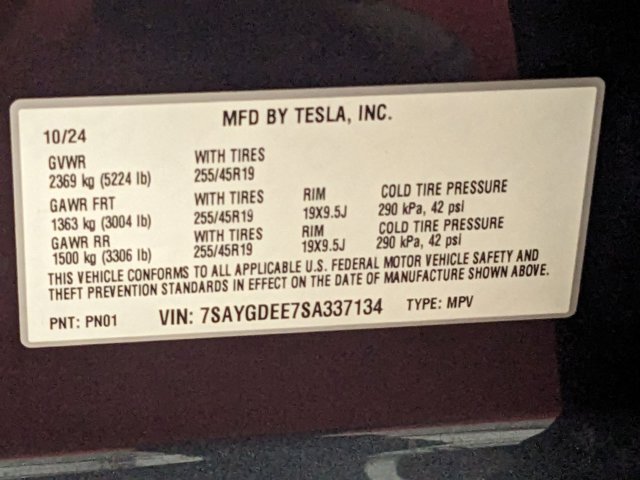 MFD BY TESLA, INC.
10/24
GVWR WITH TIRES
2369 kg (5224 lb) 255/45R19
GAWR FRT WITH TIRES RIM COLD TIRE PRESSURE
1363 kg (3004 lb) 255/45R19 19X9.5J 290 kPa, 42 psi
GAWR RR WITH TIRES RIM COLD TIRE PRESSURE
1500 kg (3306 lb) 255/45R19 19X9.5J 290 kPa, 42 psi
THIS VEHICLE CONFORMS TO ALL APPLICABLE U.S. FEDERAL MOTOR VEHICLE SAFETY AND
THEFT PREVENTION STANDARDS IN EFFECT ON THE DATE OF MANUFACTURE SHOWN ABOVE.
PNT: PN01 VIN: 7SAYGDEE7SA337134 TYPE: MPV